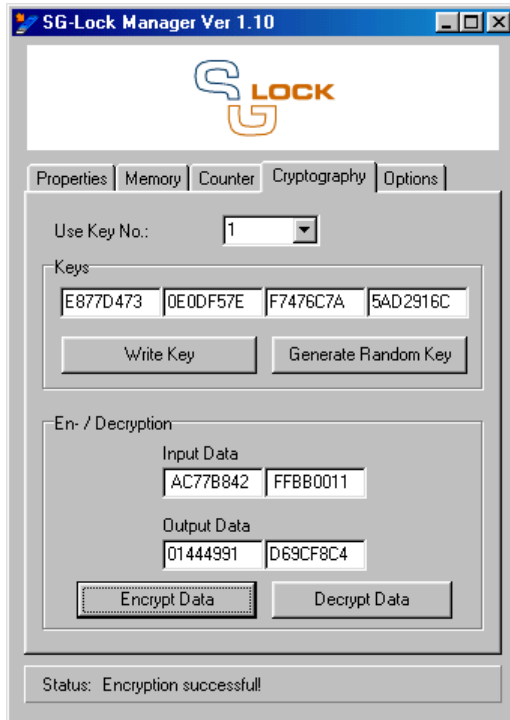 SG-Lock Manager Ver 1.10
SG LOCK
Properties Memory Counter Cryptography Options
Use Key No.: 1
Keys
E877D473 0E0DF57E F7476C7A 5AD2916C
Write Key Generate Random Key
En- / Decryption
Input Data
AC77B842 FFBB0011
Output Data
01444991 D69CF8C4
Encrypt Data Decrypt Data
Status: Encryption successful!